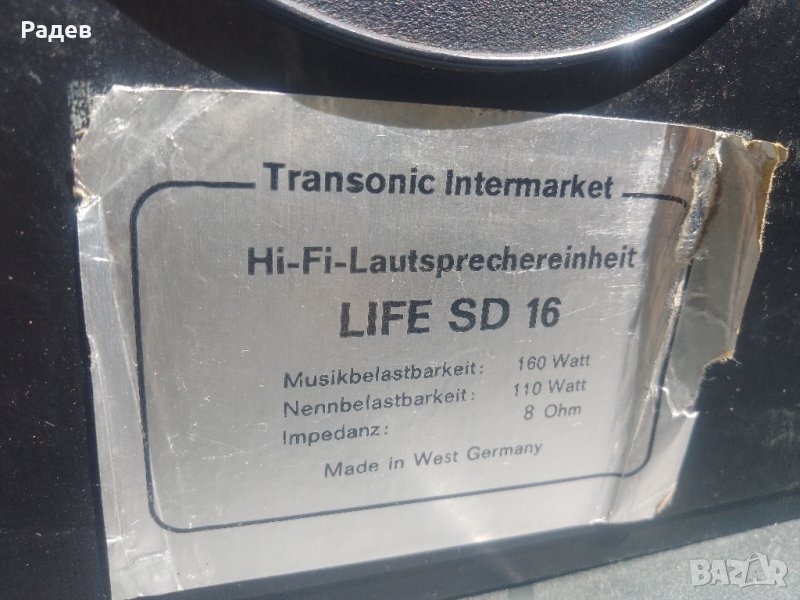 Радев
Transonic Intermarket
Hi-Fi-Lautsprechereinheit
LIFE SD 16
Musikbelastbarkeit: 160 Watt
Nennbelastbarkeit: 110 Watt
Impedanz: 8 Ohm
Made in West Germany
BAZAR